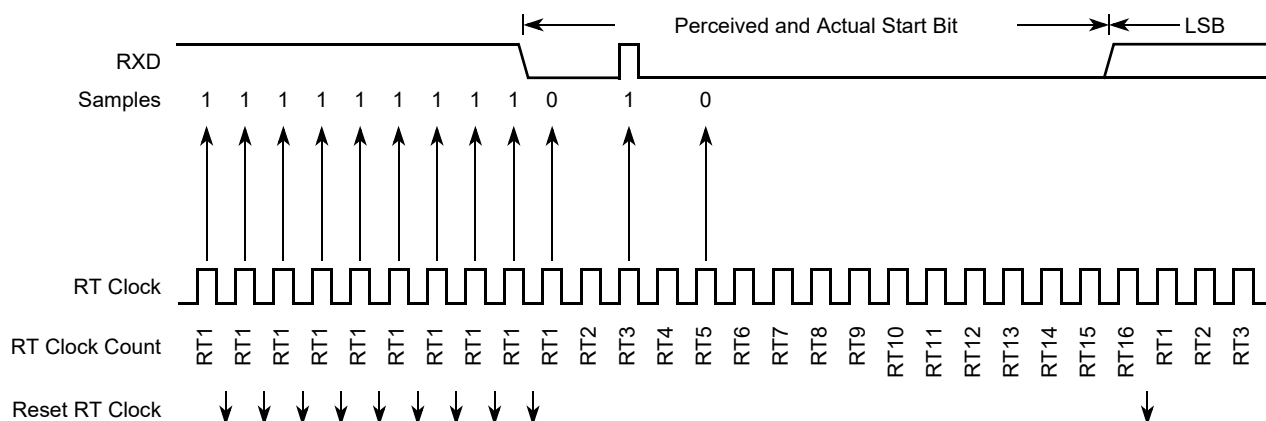 Perceived and Actual Start Bit LSB
RXD
Samples 1 1 1 1 1 1 1 1 1 0 1 0
RT Clock
RT Clock Count RT1 RT1 RT1 RT1 RT1 RT1 RT1 RT1 RT1 RT1 RT2 RT3 RT4 RT5 RT6 RT7 RT8 RT9 RT10 RT11 RT12 RT13 RT14 RT15 RT16 RT1 RT2 RT3
Reset RT Clock